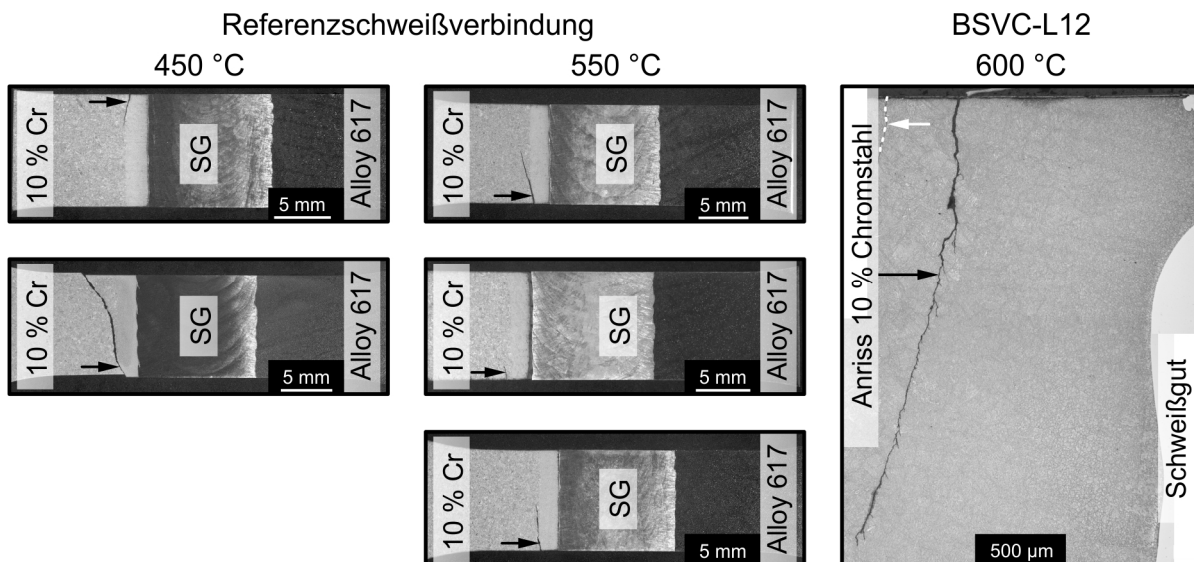 Referenzschweißverbindung
450 °C
550 °C
BSVC-L12
600 °C
10 % Cr
SG
5 mm
Alloy 617
10 % Cr
SG
5 mm
Alloy 617
10 % Cr
SG
5 mm
Alloy 617
10 % Cr
SG
5 mm
Alloy 617
10 % Cr
SG
5 mm
Alloy 617
Anriss 10 % Chromstahl
500 µm
Schweißgut